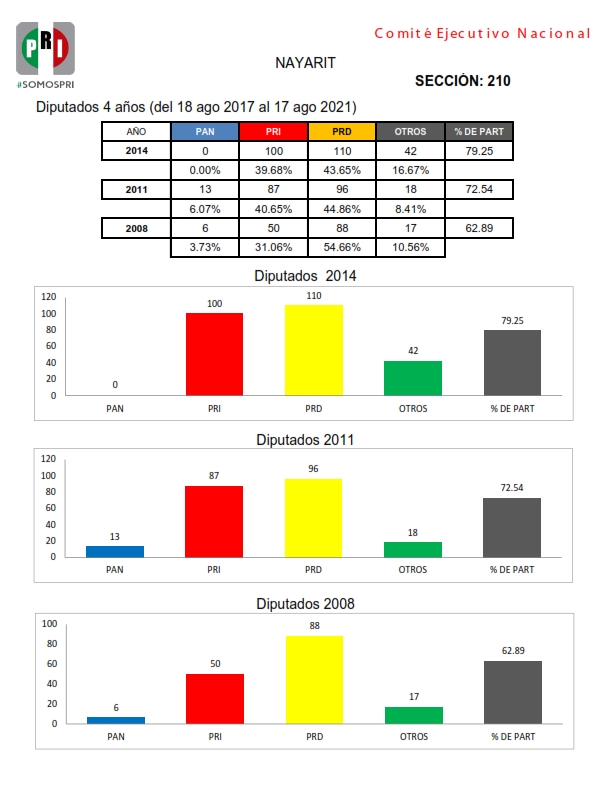 Comité Ejecutivo Nacional
PRI
#SOMOSPRI
NAYARIT
SECCIÓN: 210
Diputados 4 años (del 18 ago 2017 al 17 ago 2021)
AÑO PAN PRI PRD OTROS % DE PART
2014 0 100 110 42 79.25
0.00% 39.68% 43.65% 16.67%
2011 13 87 96 18 72.54
6.07% 40.65% 44.86% 8.41%
2008 6 50 88 17 62.89
3.73% 31.06% 54.66% 10.56%
Diputados 2014
120
100
80
60
40
20
0
0 100 110 42 79.25
PAN PRI PRD OTROS % DE PART
Diputados 2011
120
100
80
60
40
20
0
13 87 96 18 72.54
PAN PRI PRD OTROS % DE PART
Diputados 2008
100
80
60
40
20
0
6 50 88 17 62.89
PAN PRI PRD OTROS % DE PART